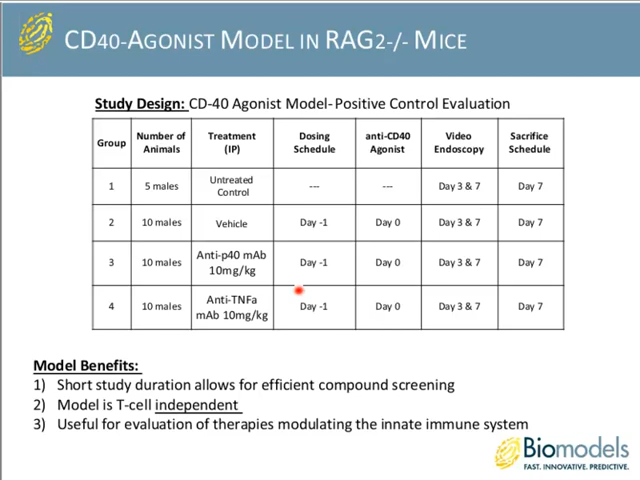 CD40-AGONIST MODEL IN RAG2-/- MICE
Study Design: CD-40 Agonist Model- Positive Control Evaluation
Group Number of Animals Treatment (IP) Dosing Schedule anti-CD40 Agonist Video Endoscopy Sacrifice Schedule
1 5 males Untreated Control --- --- Day 3 & 7 Day 7
2 10 males Vehicle Day -1 Day 0 Day 3 & 7 Day 7
3 10 males Anti-p40 mAb 10mg/kg Day -1 Day 0 Day 3 & 7 Day 7
4 10 males Anti-TNFa mAb 10mg/kg Day -1 Day 0 Day 3 & 7 Day 7
Model Benefits:
1) Short study duration allows for efficient compound screening
2) Model is T-cell independent
3) Useful for evaluation of therapies modulating the innate immune system
Biomodels
FAST. INNOVATIVE. PREDICTIVE.